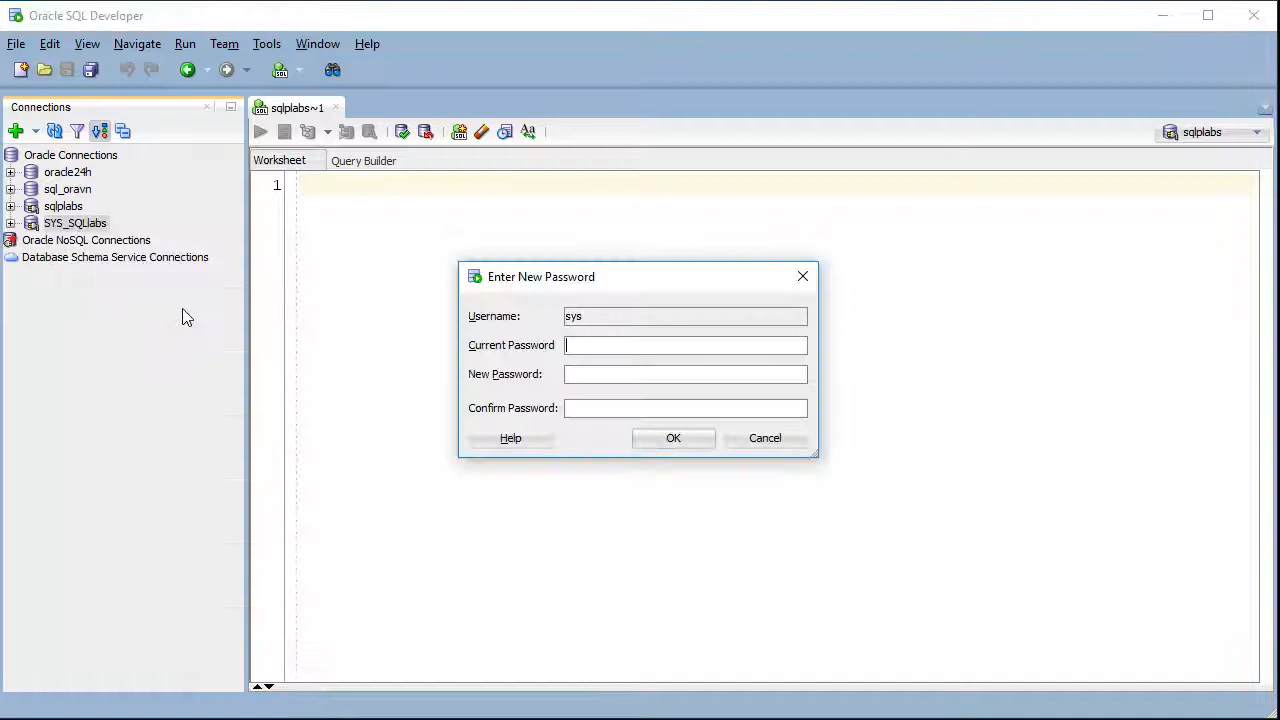 Oracle SQL Developer
File Edit View Navigate Run Team Tools Window Help
Connections
sqlplabs~1
sqlplabs
Worksheet Query Builder
Oracle Connections
oracle24h
sql_oravn
sqlplabs
SYS_SQLlabs
Oracle NoSQL Connections
Database Schema Service Connections
1
Enter New Password
Username: sys
Current Password
New Password:
Confirm Password:
Help OK Cancel